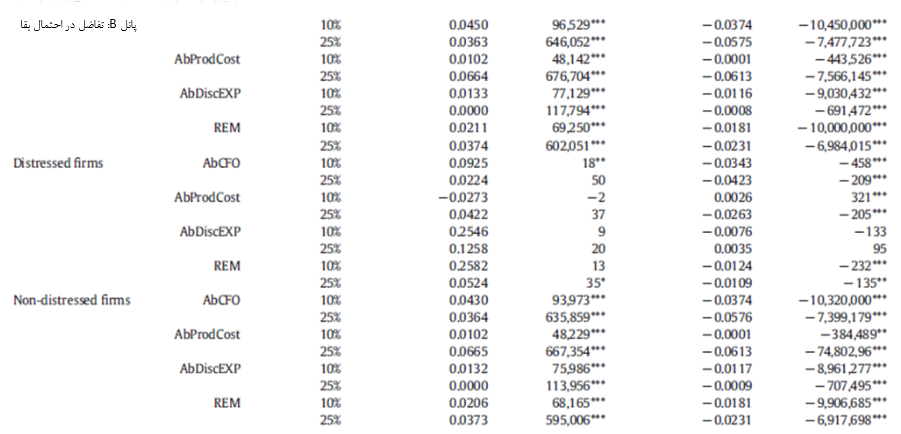 پانل B: تفاضل در احتمال بقا 10% 0.0450 96,529*** −0.0374 −10,450,000***
25% 0.0363 646,052*** −0.0575 −7,477,723***
AbProdCost 10% 0.0102 48,142*** −0.0001 −443,526***
25% 0.0664 676,704*** −0.0613 −7,566,145***
AbDiscEXP 10% 0.0133 77,129*** −0.0116 −9,030,432***
25% 0.0000 117,794*** −0.0008 −691,472***
REM 10% 0.0211 69,250*** −0.0181 −10,000,000***
25% 0.0374 602,051*** −0.0231 −6,984,015***
Distressed firms AbCFO 10% 0.0925 18** −0.0343 −458***
25% 0.0224 50 −0.0423 −209***
AbProdCost 10% −0.0273 −2 0.0026 321***
25% 0.0422 37 −0.0263 −205***
AbDiscEXP 10% 0.2546 9 −0.0076 −133
25% 0.1258 20 0.0035 95
REM 10% 0.2582 13 −0.0124 −232***
25% 0.0524 35* −0.0109 −135**
Non-distressed firms AbCFO 10% 0.0430 93,973*** −0.0374 −10,320,000***
25% 0.0364 635,859*** −0.0576 −7,399,179***
AbProdCost 10% 0.0102 48,229*** −0.0001 −384,489**
25% 0.0665 667,354*** −0.0613 −74,802,96***
AbDiscEXP 10% 0.0132 75,986*** −0.0117 −8,961,277***
25% 0.0000 113,956*** −0.0009 −707,495***
REM 10% 0.0206 68,165*** −0.0181 −9,906,685***
25% 0.0373 595,006*** −0.0231 −6,917,698***